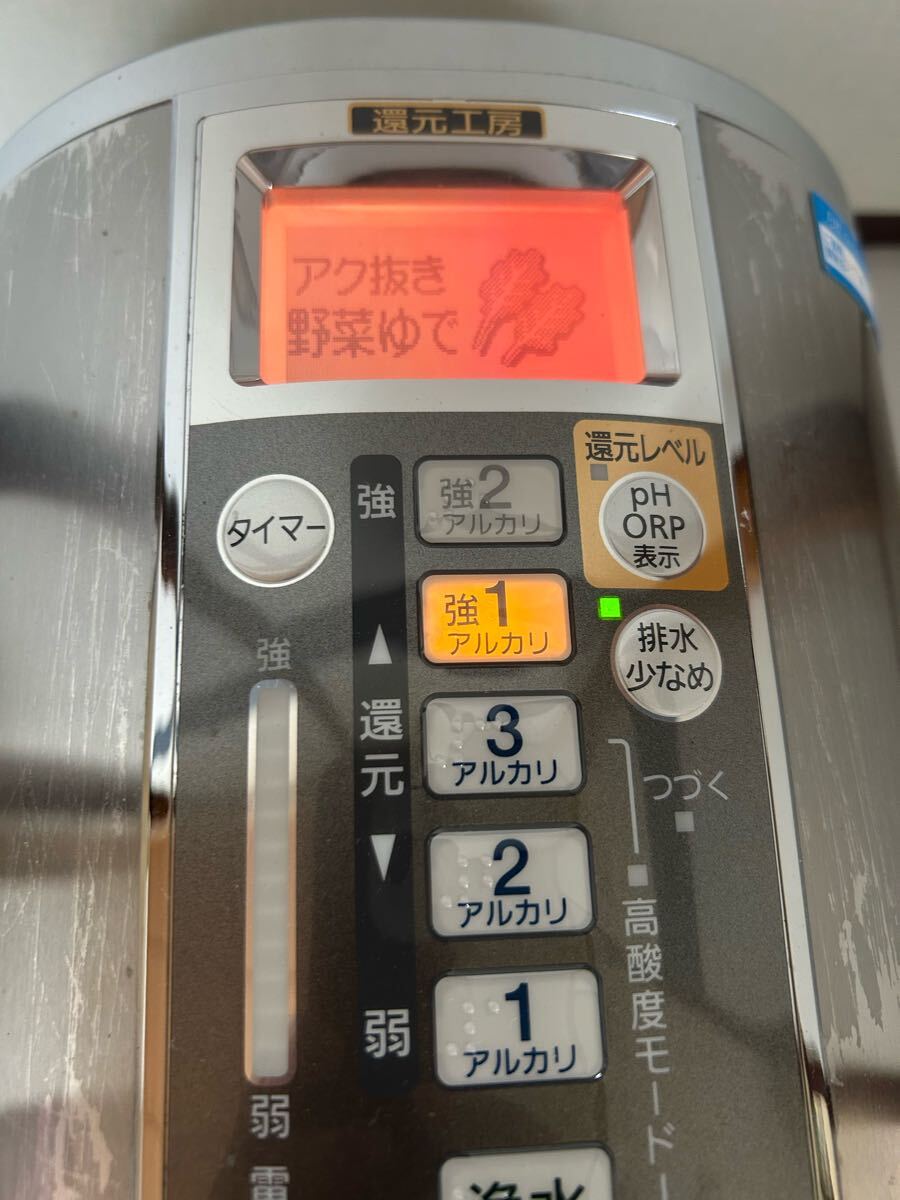 還元工房
アク抜き
野菜ゆで
タイマー
強
強2
アルカリ
還元レベル
pH
ORP
表示
強1
アルカリ
排水
少なめ
強
還元
3
アルカリ
つづく
2
アルカリ
高酸度モード
1
アルカリ
弱
弱
浄水